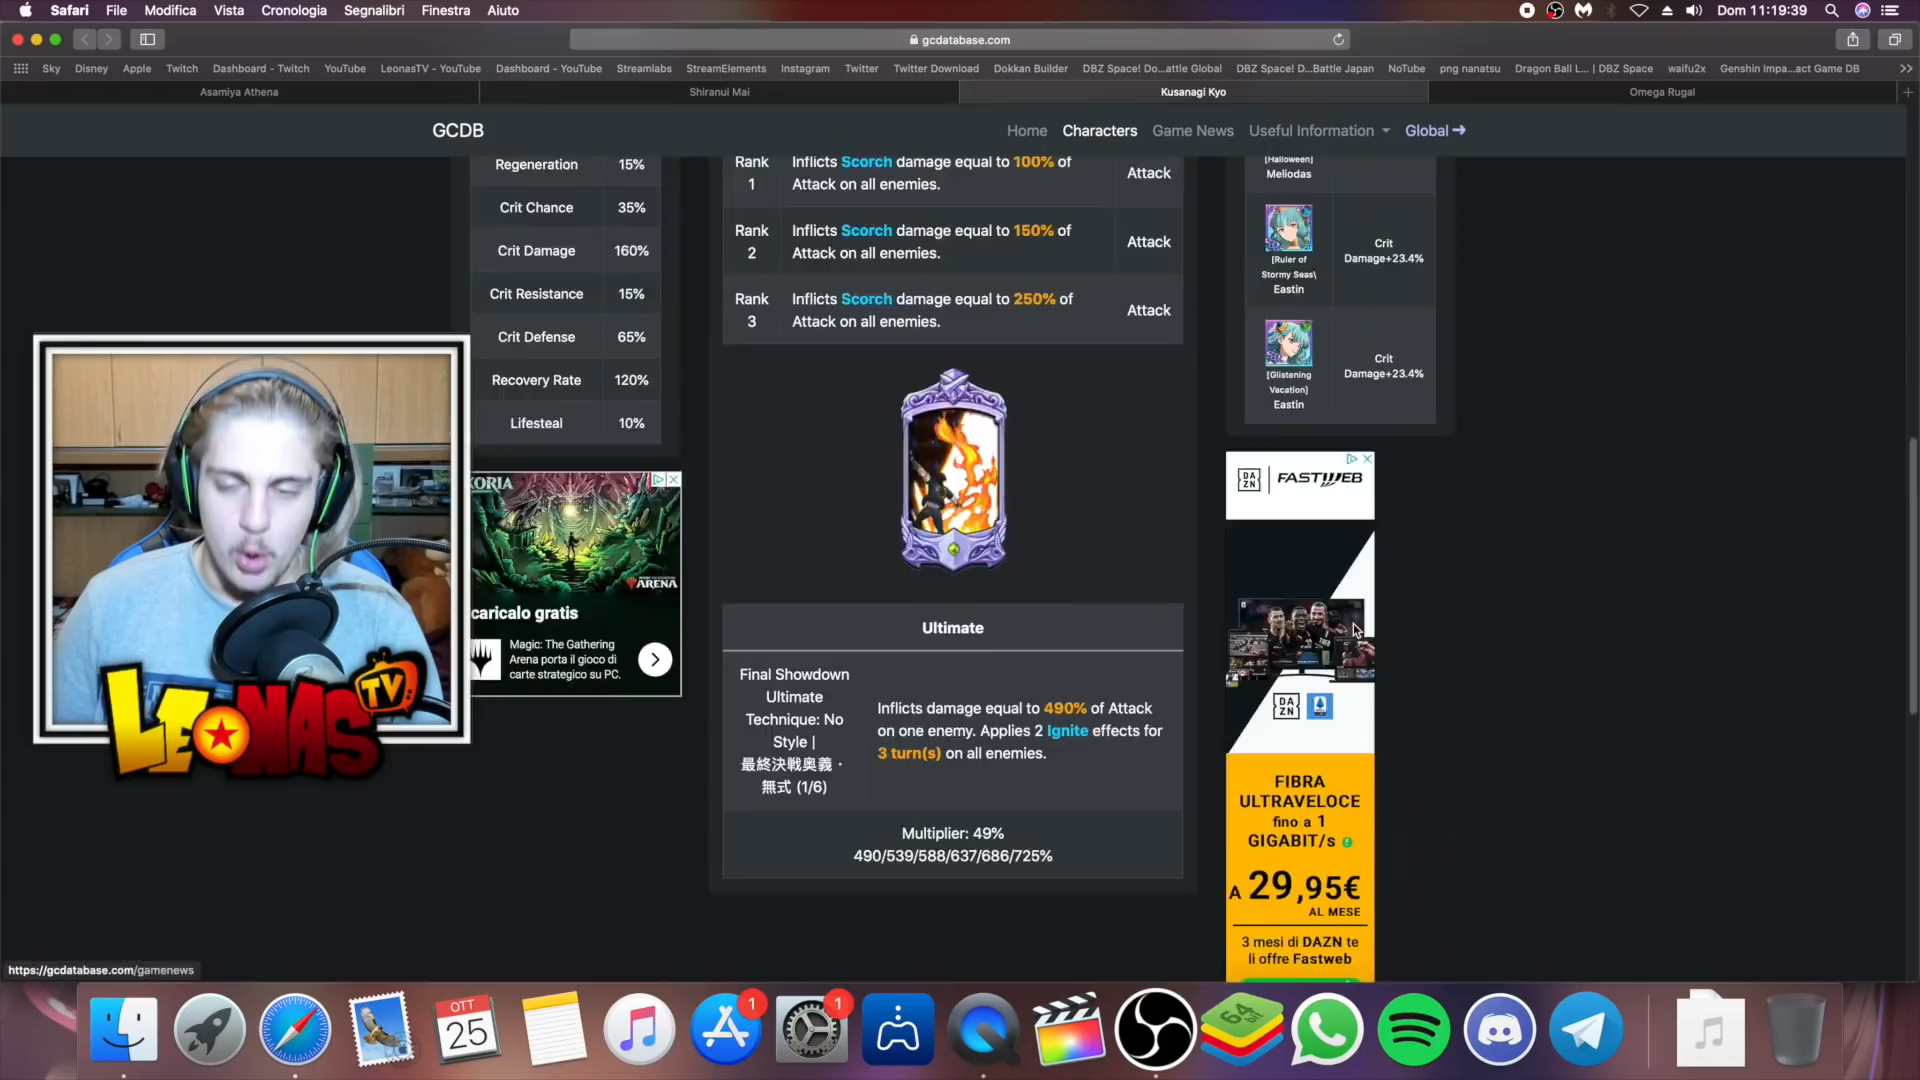 Safari File Modifica Vista Cronologia Segnalibri Finestra Aiuto Dom 11:19:39
gcdatabase.com
Sky Disney Apple Twitch Dashboard - Twitch YouTube LeonasTV - YouTube Dashboard - YouTube Streamlabs StreamElements Instagram Twitter Twitter Download Dokkan Builder DBZ Space! Do...attle Global DBZ Space! D...Battle Japan NoTube png nanatsu Dragon Ball L... | DBZ Space waifu2x Genshin Impa...act Game DB >>
Asamiya Athena Shiranui Mai Kusanagi Kyo Omega Rugal
GCDB Home Characters Game News Useful Information Global
Regeneration 15%
Crit Chance 35%
Crit Damage 160%
Crit Resistance 15%
Crit Defense 65%
Recovery Rate 120%
Lifesteal 10%
Rank 1
Inflicts Scorch damage equal to 100% of
Attack on all enemies.
Attack
Rank 2
Inflicts Scorch damage equal to 150% of
Attack on all enemies.
Attack
Rank 3
Inflicts Scorch damage equal to 250% of
Attack on all enemies.
Attack
Ultimate
Final Showdown
Ultimate
Technique: No
Style |
最終決戦奥義・
無式 (1/6)
Inflicts damage equal to 490% of Attack
on one enemy. Applies 2 Ignite effects for
3 turn(s) on all enemies.
Multiplier: 49%
490/539/588/637/686/725%
[Halloween]
Meliodas
[Ruler of
Stormy Seas\
Eastin
Crit
Damage+23.4%
[Glistening
Vacation]
Eastin
Crit
Damage+23.4%
KORIA
ARENA
caricalo gratis
Magic: The Gathering
Arena porta il gioco di
carte strategico su PC.
LEONAS TV
DAZN FASTWEB
DAZN
FIBRA
ULTRAVELOCE
fino a 1
GIGABIT/s
A 29,95€
AL MESE
3 mesi di DAZN te
li offre Fastweb
https://gcdatabase.com/gamenews
OTT
25
1
1
64
bit